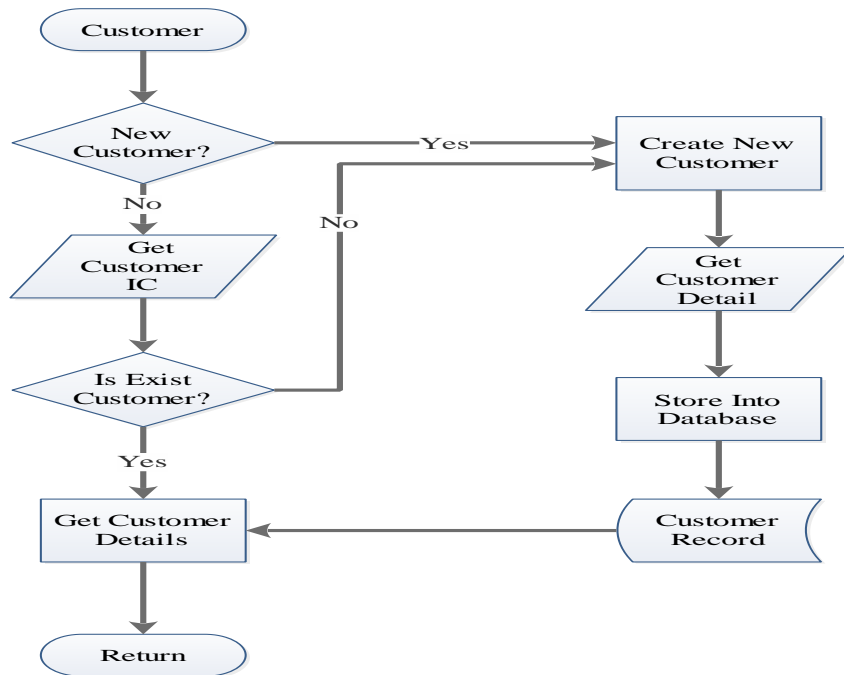 Customer
New
Customer?
Yes
Create New
Customer
No
No
Get
Customer
IC
Get
Customer
Detail
Is Exist
Customer?
Store Into
Database
Yes
Get Customer
Details
Customer
Record
Return